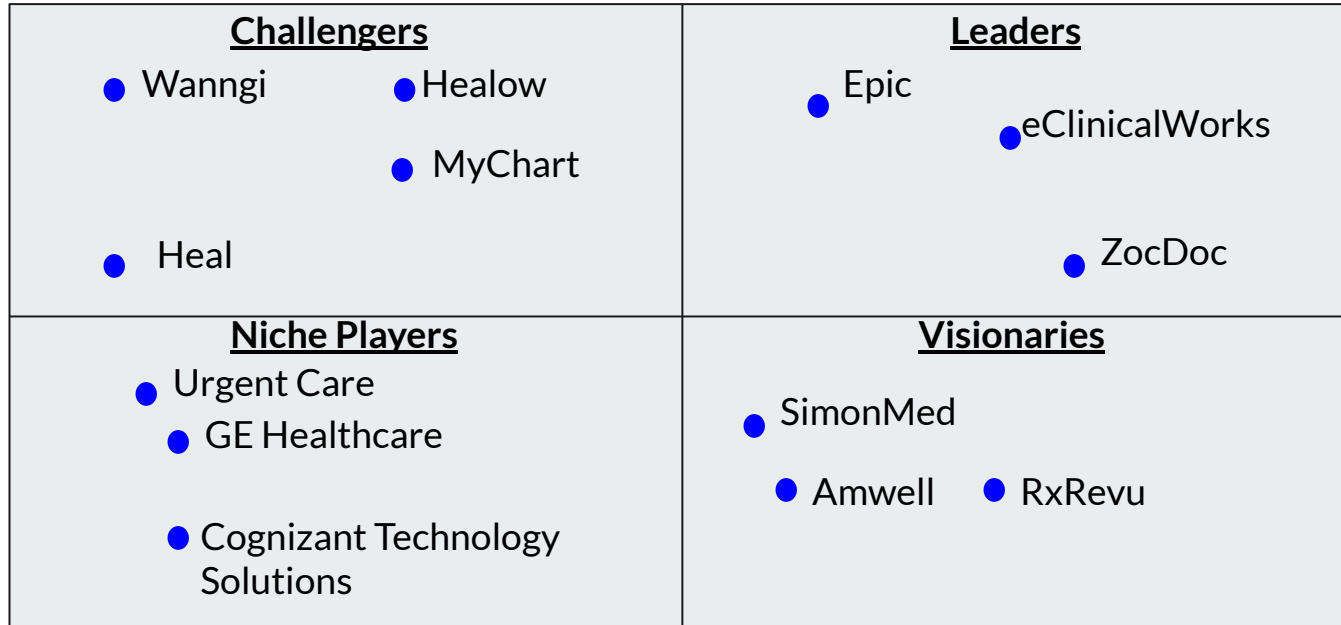 Challengers
Wanngi
Healow
MyChart
Heal
Leaders
Epic
eClinicalWorks
ZocDoc
Niche Players
Urgent Care
GE Healthcare
Cognizant Technology
Solutions
Visionaries
SimonMed
Amwell
RxRevu